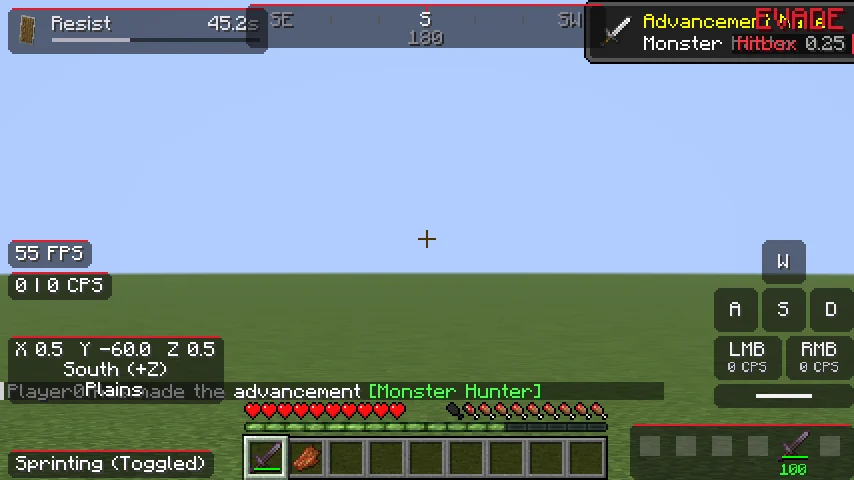 Resist 45.2s
SE S SW
180
EVADE
Advancement
Monster Hitbox 0.25
55 FPS
0 | 0 CPS
W
A S D
LMB RMB
0 CPS 0 CPS
X 0.5 Y -60.0 Z 0.5
South (+Z)
Plains
made the advancement [Monster Hunter]
Sprinting (Toggled)
100